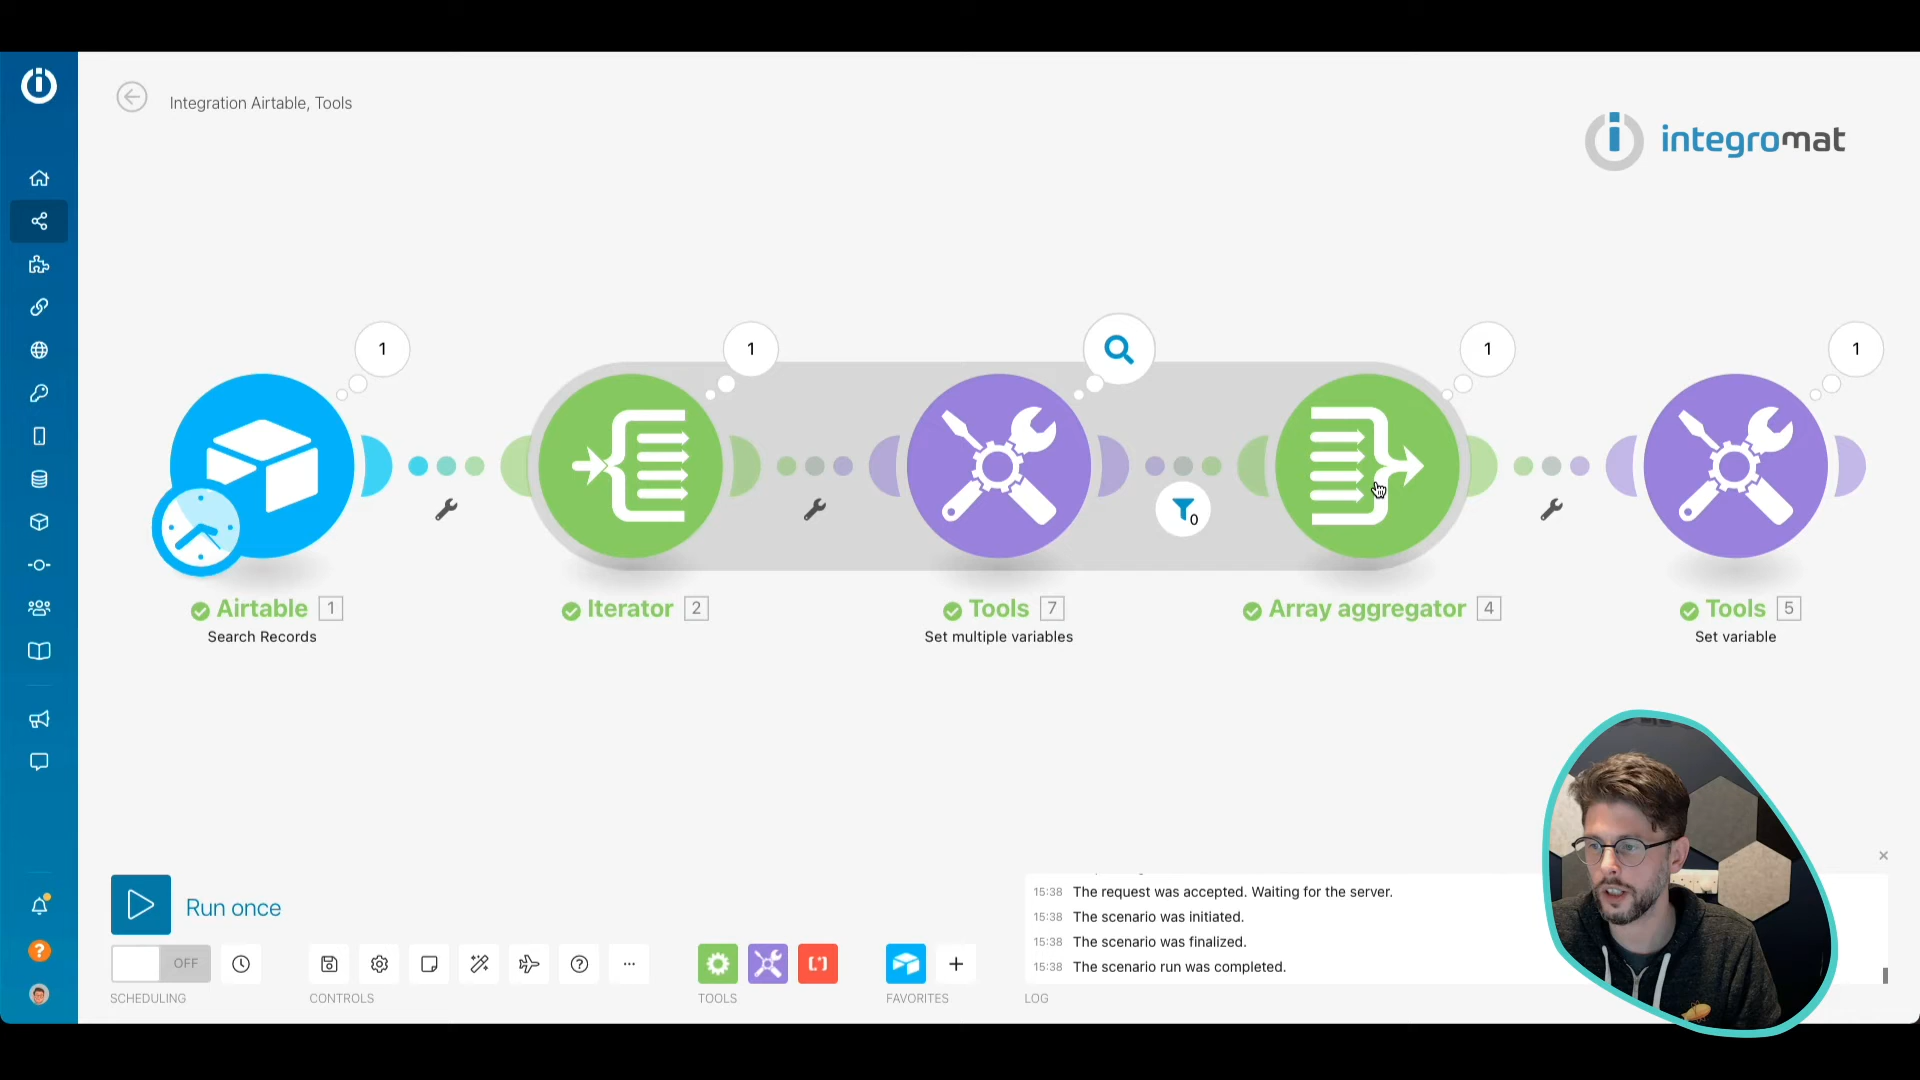 Integration Airtable, Tools
integromat
1
1
1
1
0
Airtable 1
Search Records
Iterator 2
Tools 7
Set multiple variables
Array aggregator 4
Tools 5
Set variable
Run once
OFF
SCHEDULING
CONTROLS
TOOLS
FAVORITES
15:38 The request was accepted. Waiting for the server.
15:38 The scenario was initiated.
15:38 The scenario was finalized.
15:38 The scenario run was completed.
LOG